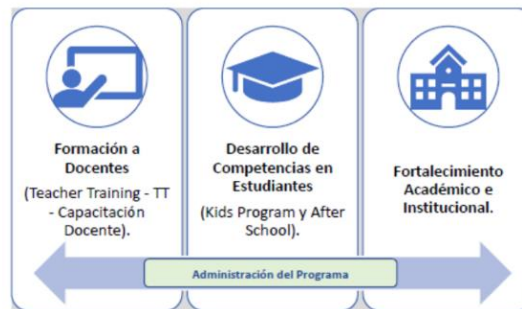 Formación a
Docentes
(Teacher Training - TT
- Capacitación
Docente).
Desarrollo de
Competencias en
Estudiantes
(Kids Program y After
School).
Fortalecimiento
Académico e
Institucional.
Administración del Programa